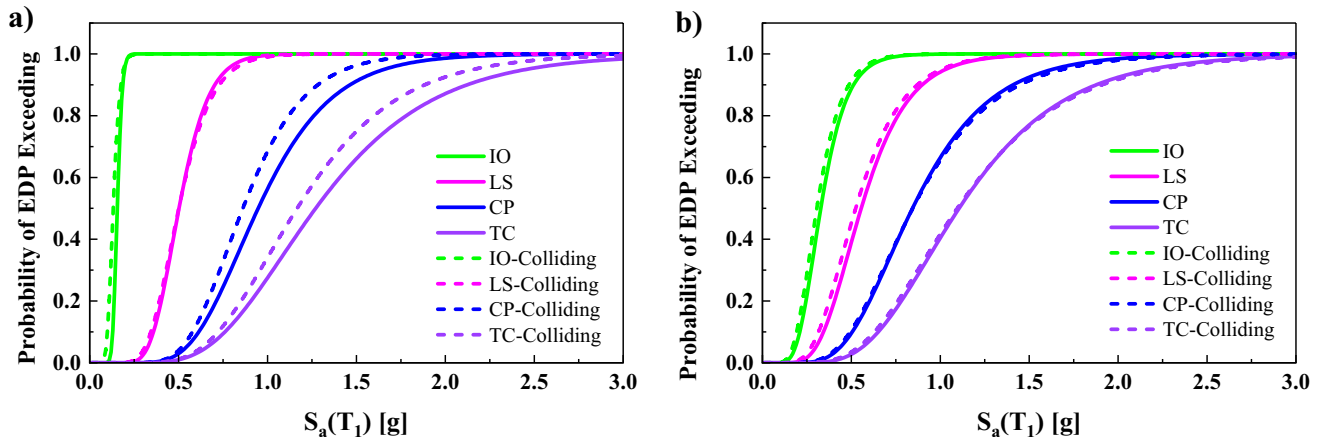 a)
Probability of EDP Exceeding
1.0
0.8
0.6
0.4
0.2
0.0
0.0 0.5 1.0 1.5 2.0 2.5 3.0
Sa(T1) [g]
IO
LS
CP
TC
IO-Colliding
LS-Colliding
CP-Colliding
TC-Colliding
b)
Probability of EDP Exceeding
1.0
0.8
0.6
0.4
0.2
0.0
0.0 0.5 1.0 1.5 2.0 2.5 3.0
Sa(T1) [g]
IO
LS
CP
TC
IO-Colliding
LS-Colliding
CP-Colliding
TC-Colliding